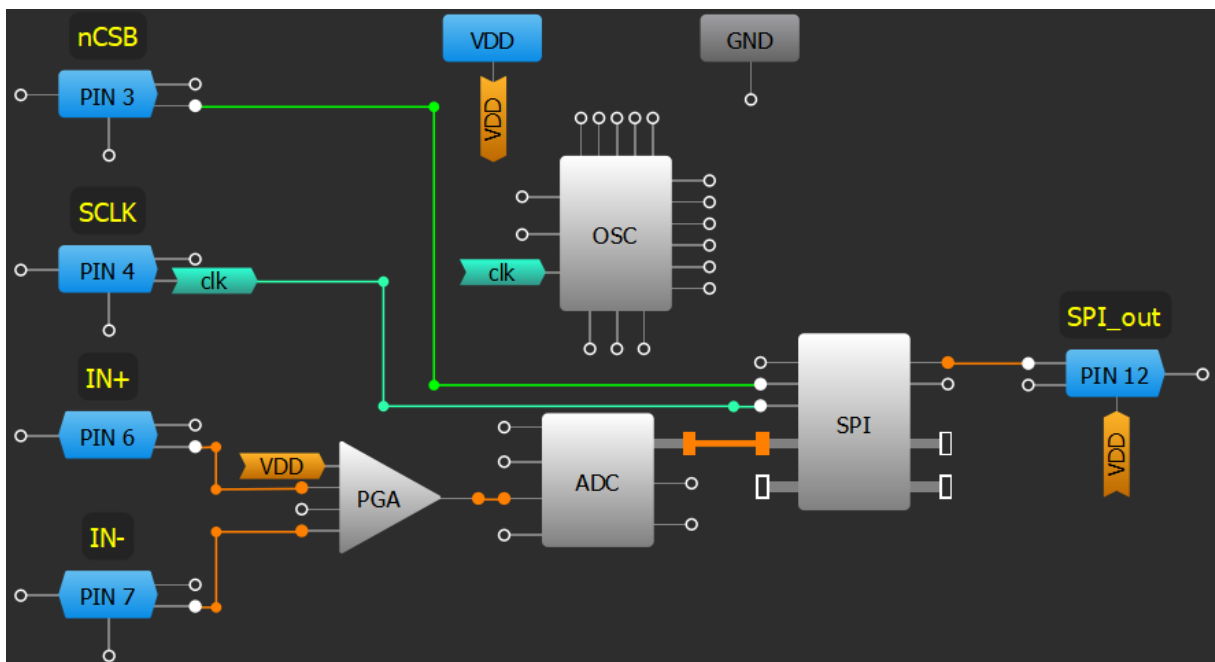 nCSB
PIN 3
VDD
VDD
GND
SCLK
PIN 4
clk
OSC
clk
IN+
PIN 6
VDD
PGA
ADC
SPI
SPI_out
PIN 12
VDD
IN-
PIN 7